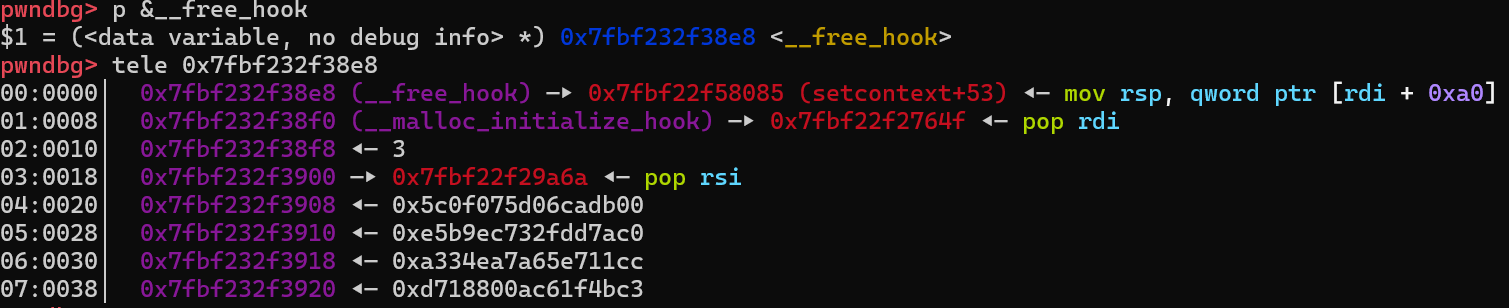 pwndbg> p &__free_hook
$1 = (<data variable, no debug info> *) 0x7fbf232f38e8 <__free_hook>
pwndbg> tele 0x7fbf232f38e8
00:0000│  0x7fbf232f38e8 (__free_hook) —▸ 0x7fbf22f58085 (setcontext+53) ◂— mov rsp, qword ptr [rdi + 0xa0]
01:0008│  0x7fbf232f38f0 (__malloc_initialize_hook) —▸ 0x7fbf22f2764f ◂— pop rdi
02:0010│  0x7fbf232f38f8 ◂— 3
03:0018│  0x7fbf232f3900 —▸ 0x7fbf22f29a6a ◂— pop rsi
04:0020│  0x7fbf232f3908 ◂— 0x5c0f075d06cadb00
05:0028│  0x7fbf232f3910 ◂— 0xe5b9ec732fdd7ac0
06:0030│  0x7fbf232f3918 ◂— 0xa334ea7a65e711cc
07:0038│  0x7fbf232f3920 ◂— 0xd718800ac61f4bc3
pwndbg>